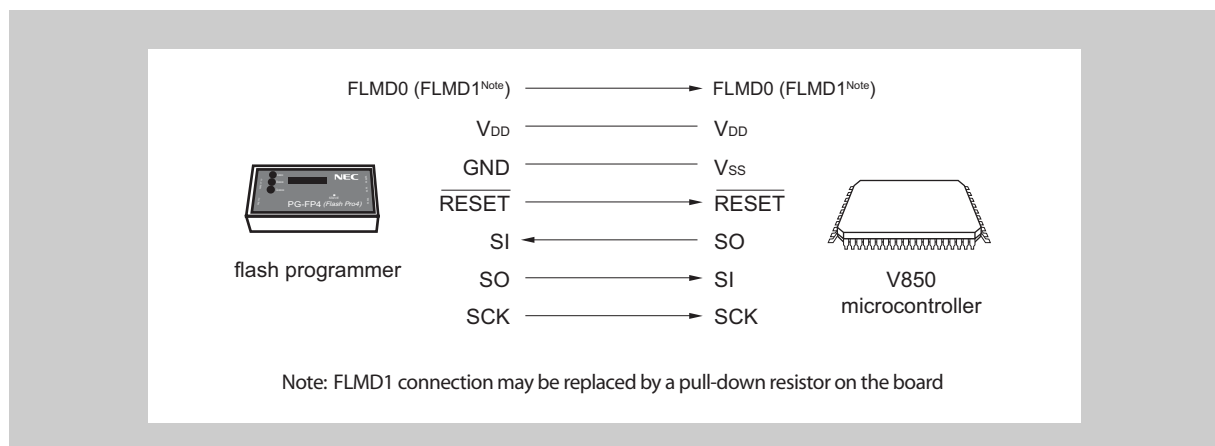 FLMD0 (FLMD1Note) FLMD0 (FLMD1Note)
VDD VDD
GND VSS
RESET RESET
SI SO
SO SI
SCK SCK
NEC
PG-FP4 (Flash Pro4)
flash programmer
V850
microcontroller
Note: FLMD1 connection may be replaced by a pull-down resistor on the board